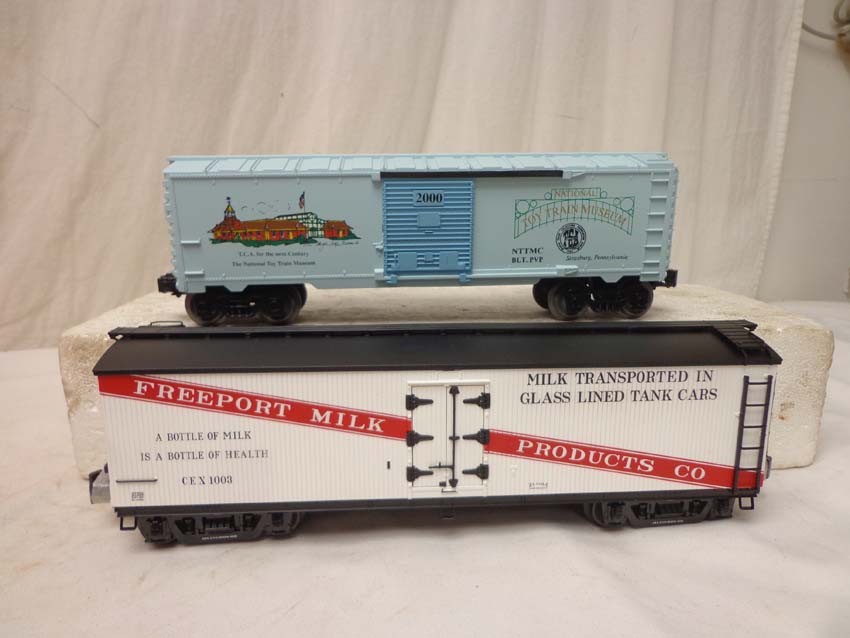 2000
NATIONAL
TOY TRAIN MUSEUM
T.C.A. for the next Century
The National Toy Train Museum
NTTMC
BLT. PVP
Strasburg, Pennsylvania
FREEPORT MILK
PRODUCTS CO
MILK TRANSPORTED IN
GLASS LINED TANK CARS
A BOTTLE OF MILK
IS A BOTTLE OF HEALTH
CEX 1003